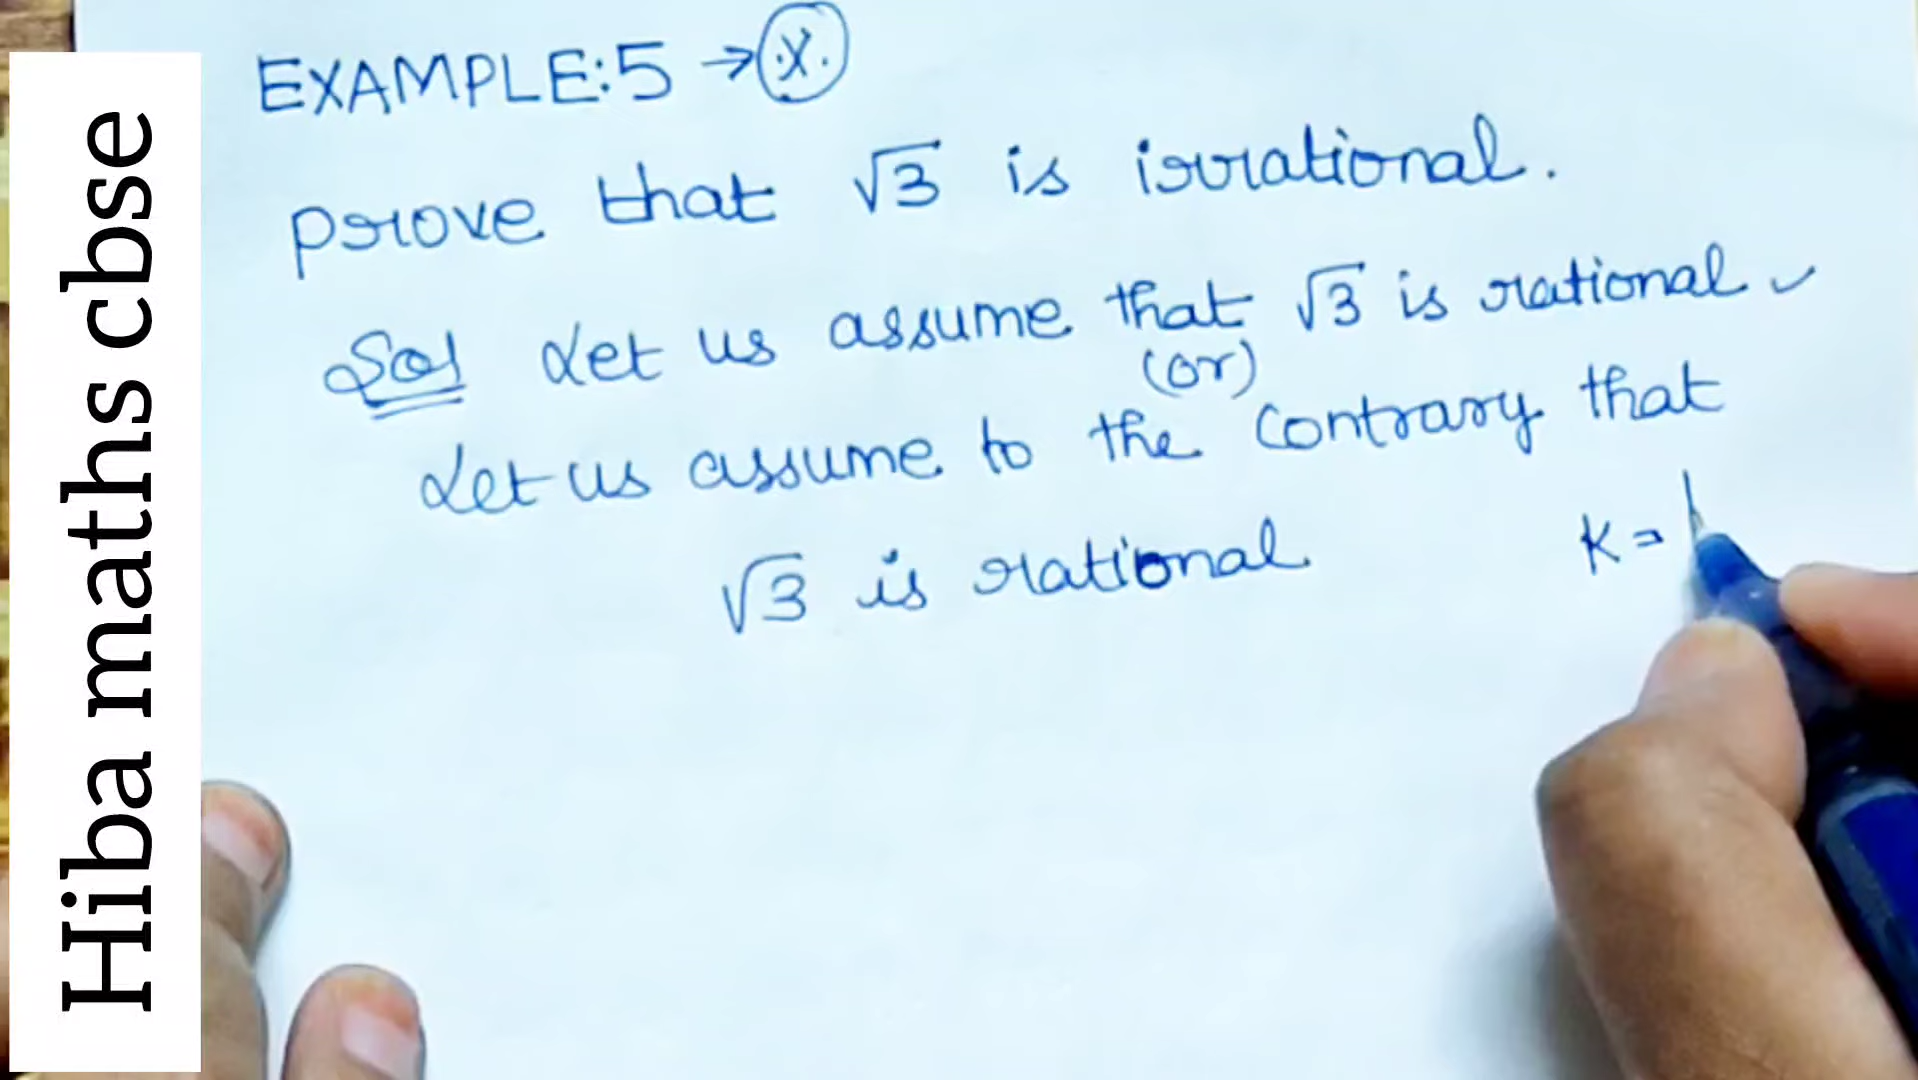 Hiba maths cbse
EXAMPLE:5 → X.
prove that √3 is irrational.
Sol Let us assume that √3 is rational ✓
(or)
Let us assume to the contrary that
√3 is rational
K =